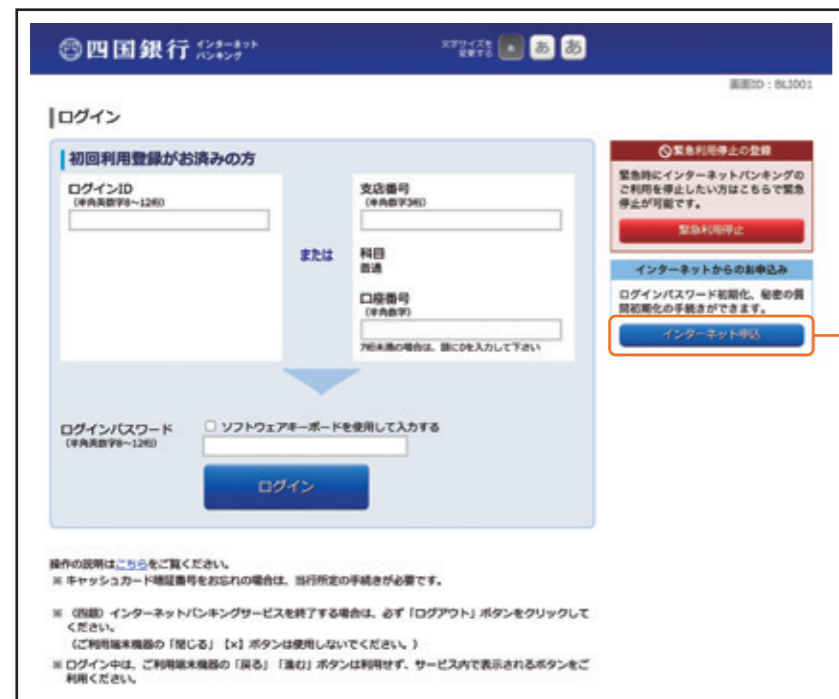 四国銀行 インターネット
バンキング
文字サイズを
変更する
あ あ あ
画面ID:BLI001
ログイン
初回利用登録がお済みの方
ログインID
(半角英数字8~12桁)
または
支店番号
(半角数字3桁)
科目
普通
口座番号
(半角数字)
7桁未満の場合は、頭に0を入力して下さい
ログインパスワード
(半角英数字8~12桁)
ソフトウェアキーボードを使用して入力する
ログイン
緊急利用停止の登録
緊急時にインターネットバンキングの
ご利用を停止したい方はこちらで緊急
停止が可能です。
緊急利用停止
インターネットからのお申込み
ログインパスワード初期化、秘密の質
問初期化の手続きができます。
インターネット申込
操作の説明はこちらをご覧ください。
※ キャッシュカード暗証番号をお忘れの場合は、当行所定の手続きが必要です。
※ 〈四銀〉インターネットバンキングサービスを終了する場合は、必ず「ログアウト」ボタンをクリックして
ください。
(ご利用端末機器の「閉じる」【×】ボタンは使用しないでください。)
※ ログイン中は、ご利用端末機器の「戻る」「進む」ボタンは利用せず、サービス内で表示されるボタンをご
利用ください。